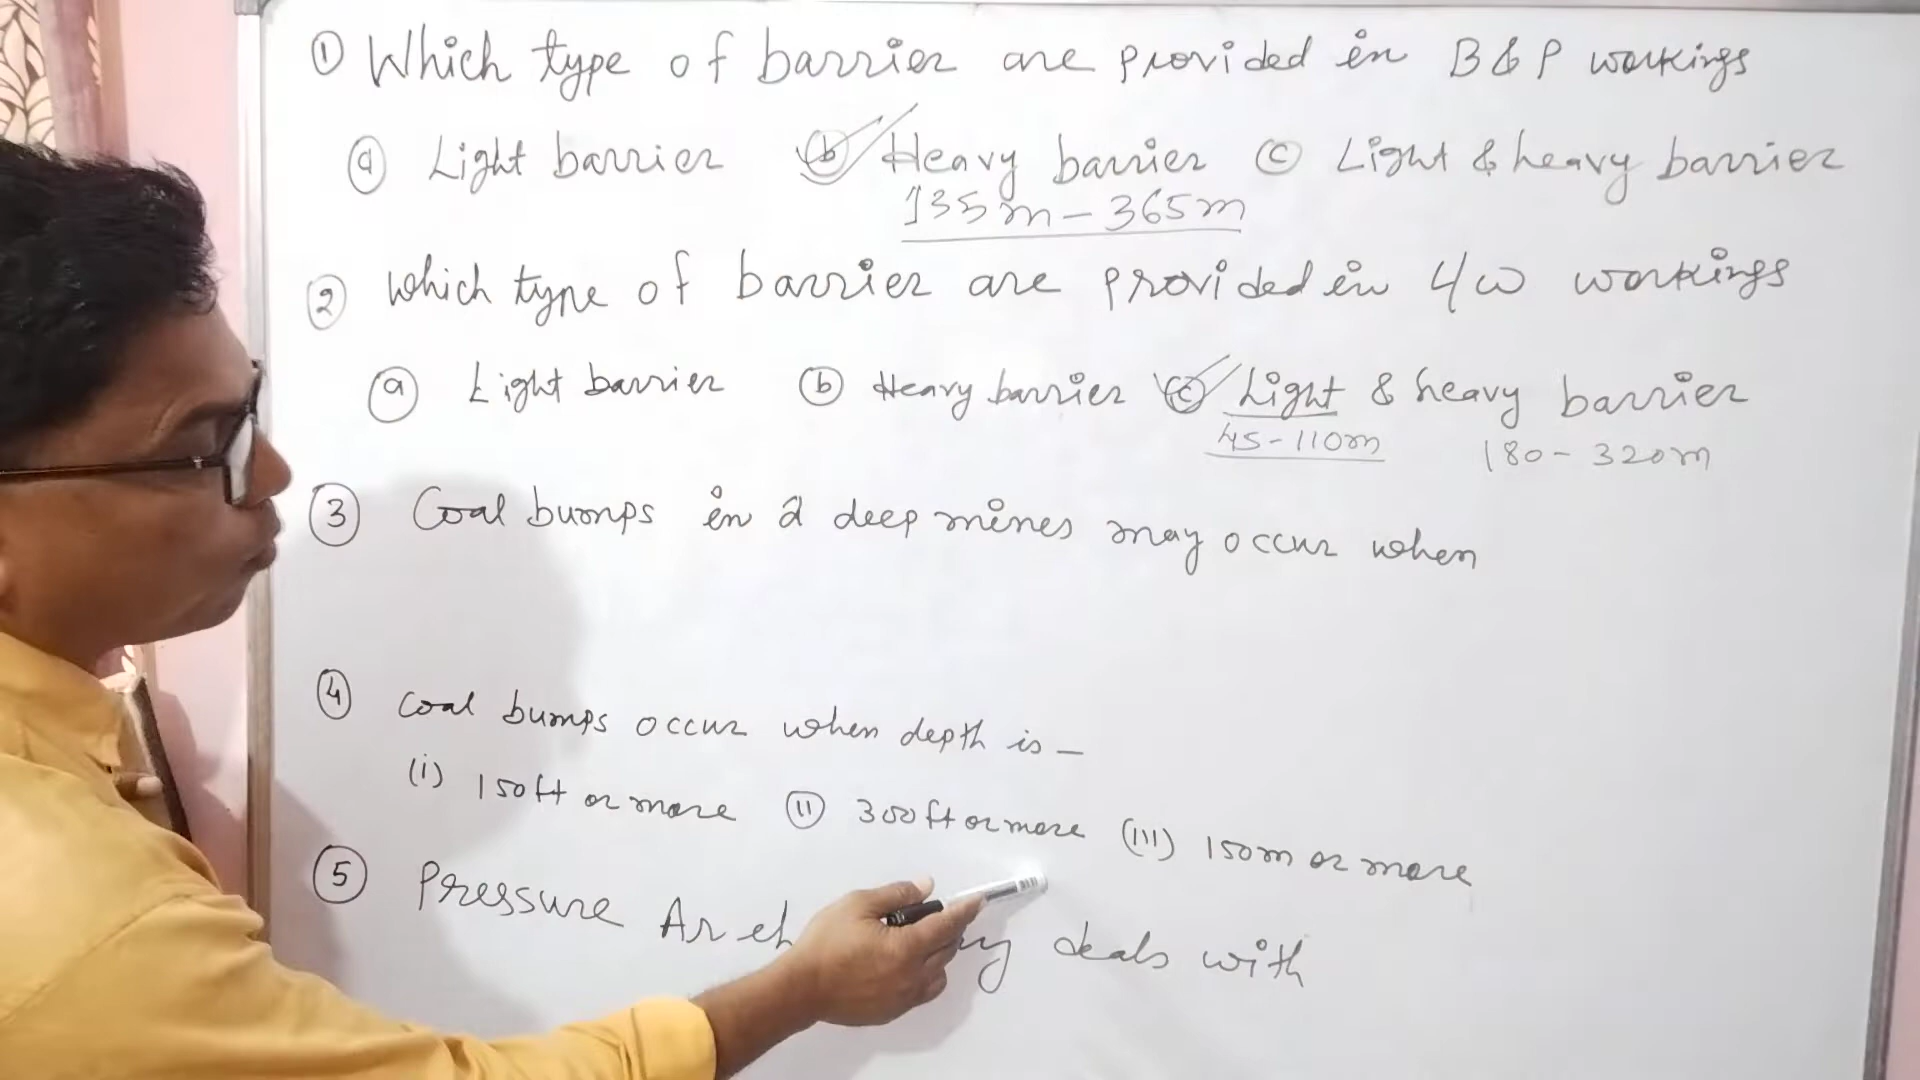 ① Which type of barrier are provided in B & P workings
ⓐ Light barrier ⓑ Heavy barrier ⓒ Light & heavy barrier
135m - 365m
② which type of barrier are provided in L/W workings
ⓐ Light barrier ⓑ Heavy barrier ⓒ Light & heavy barrier
45-110m 180- 320m
③ Coal bumps in a deep mines may occur when
④ Coal bumps occur when depth is -
(i) 150ft or more (ii) 300ft or more (iii) 150m or more
⑤ Pressure deals with